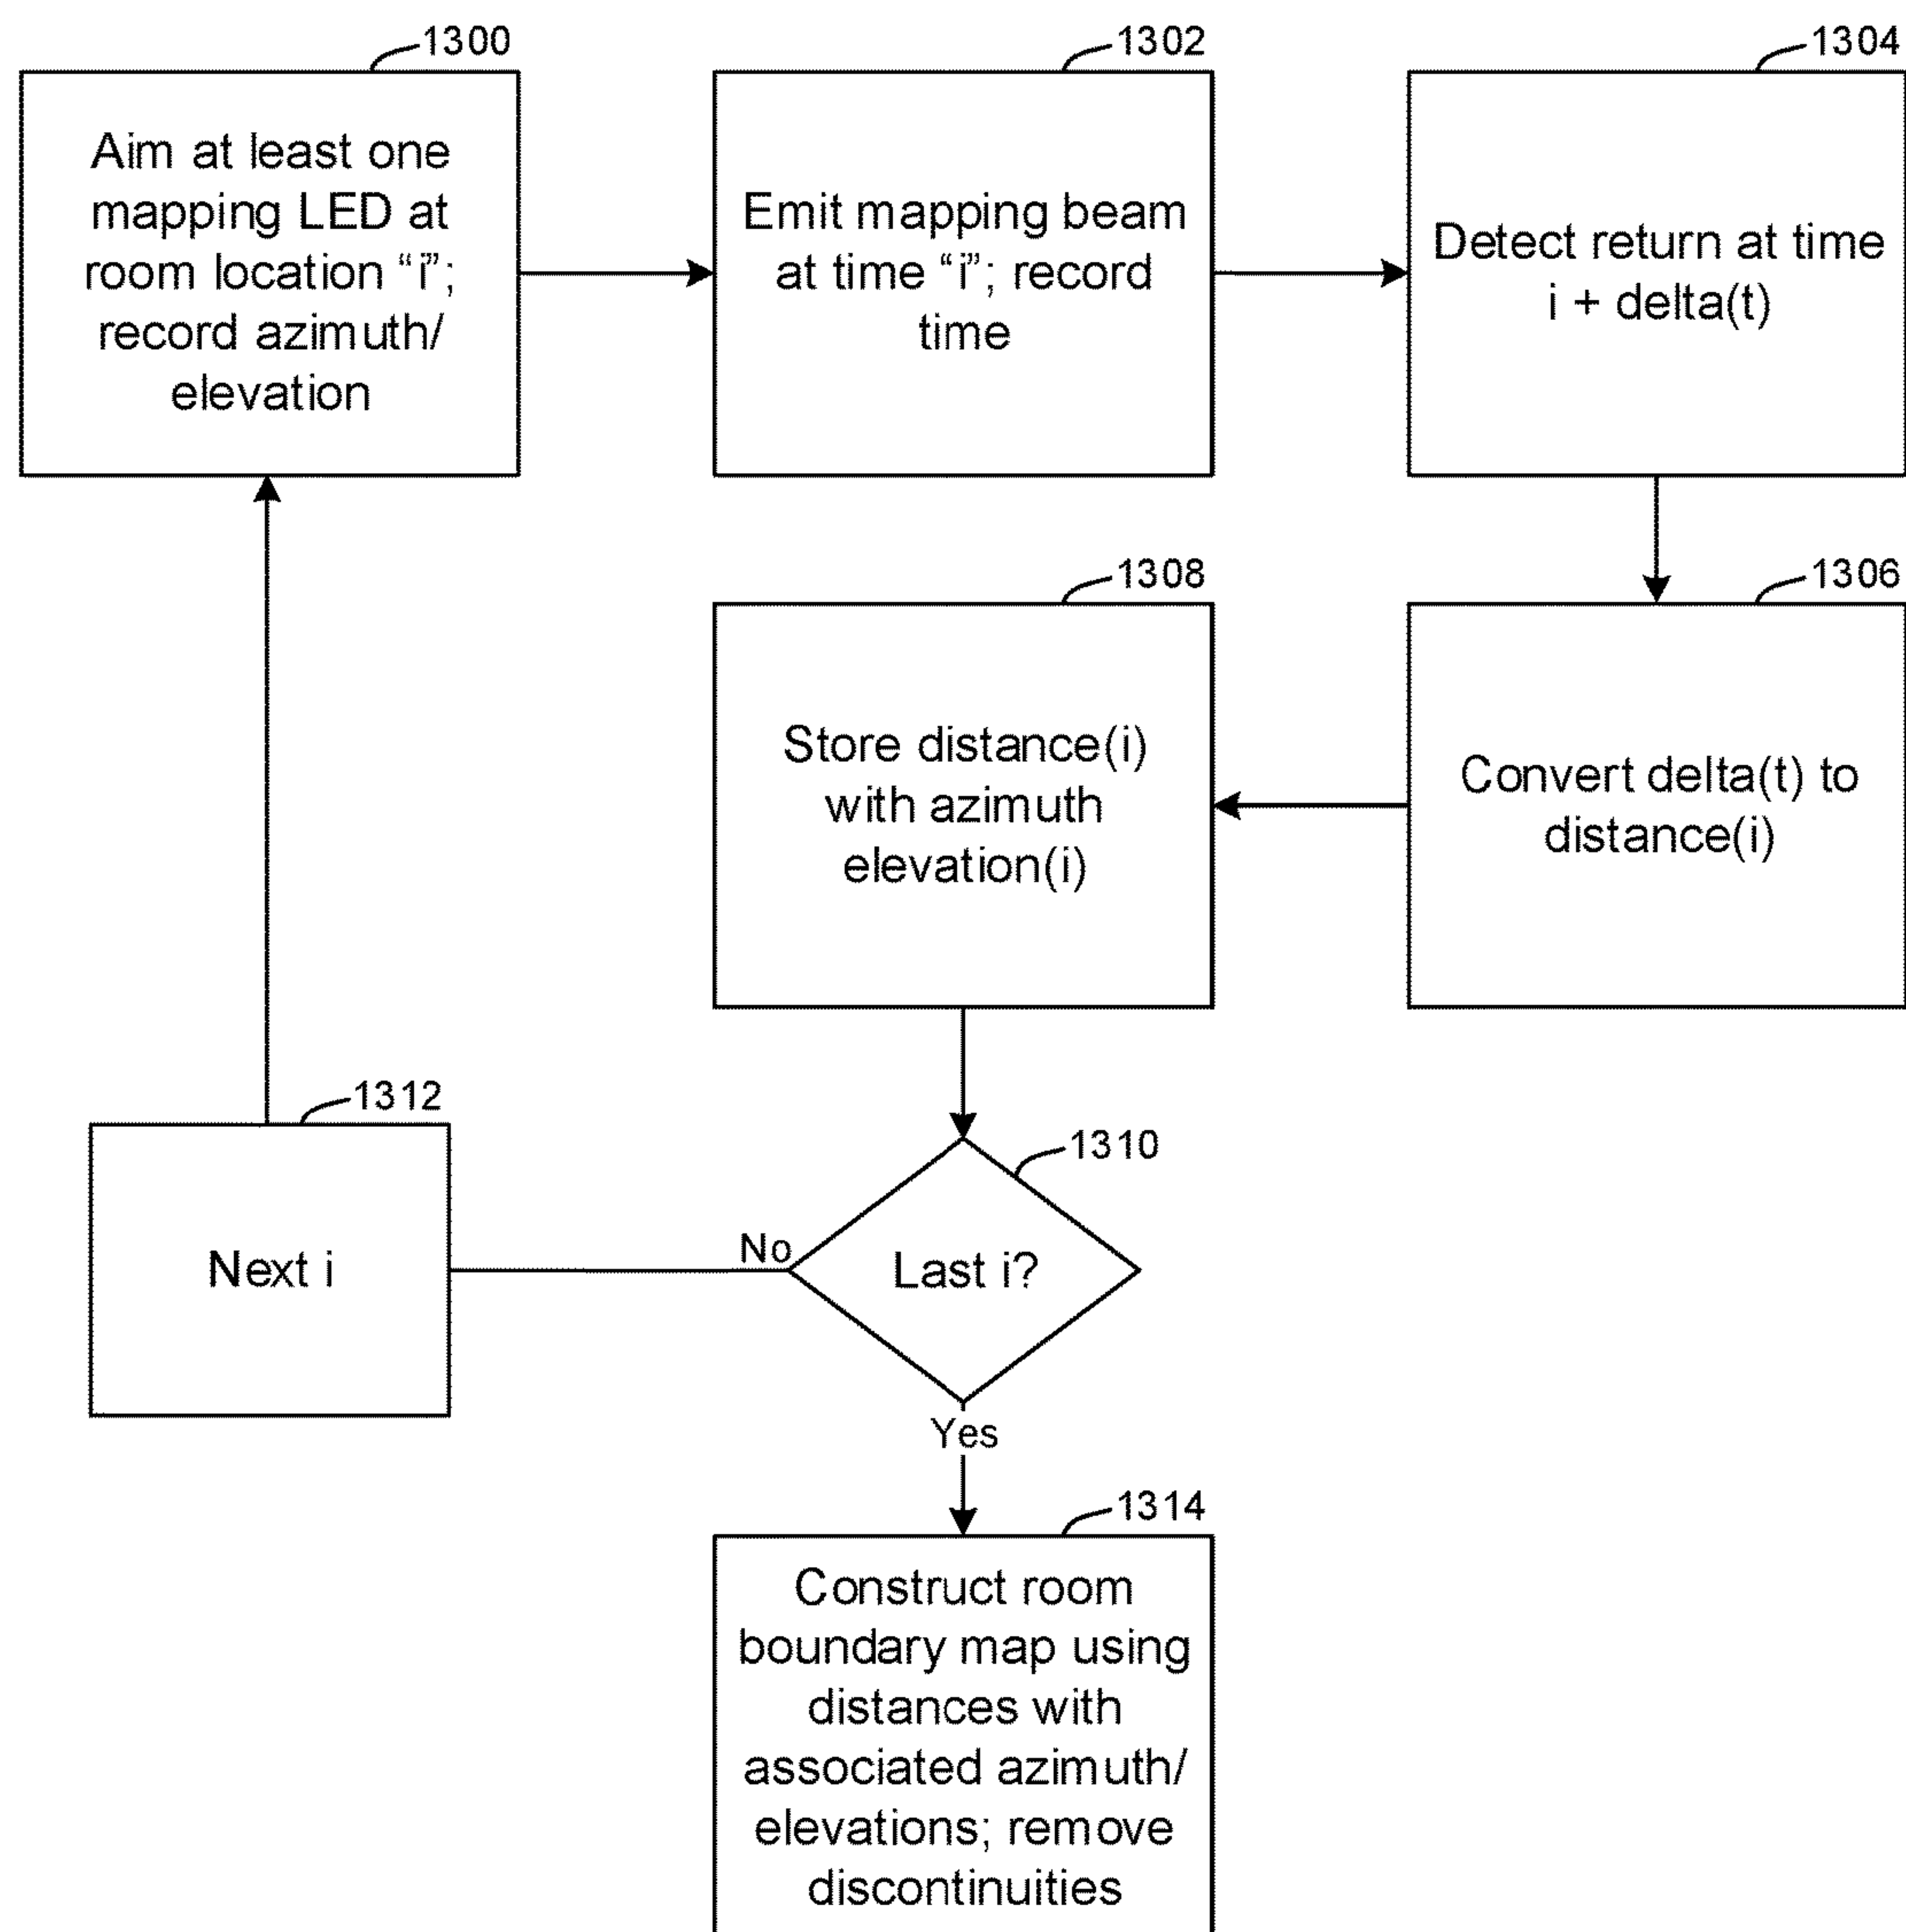 1300
Aim at least one
mapping LED at
room location “i”;
record azimuth/
elevation
1302
Emit mapping beam
at time “i”; record
time
1304
Detect return at time
i + delta(t)
1306
Convert delta(t) to
distance(i)
1308
Store distance(i)
with azimuth
elevation(i)
1310
Last i?
No
1312
Next i
Yes
1314
Construct room
boundary map using
distances with
associated azimuth/
elevations; remove
discontinuities